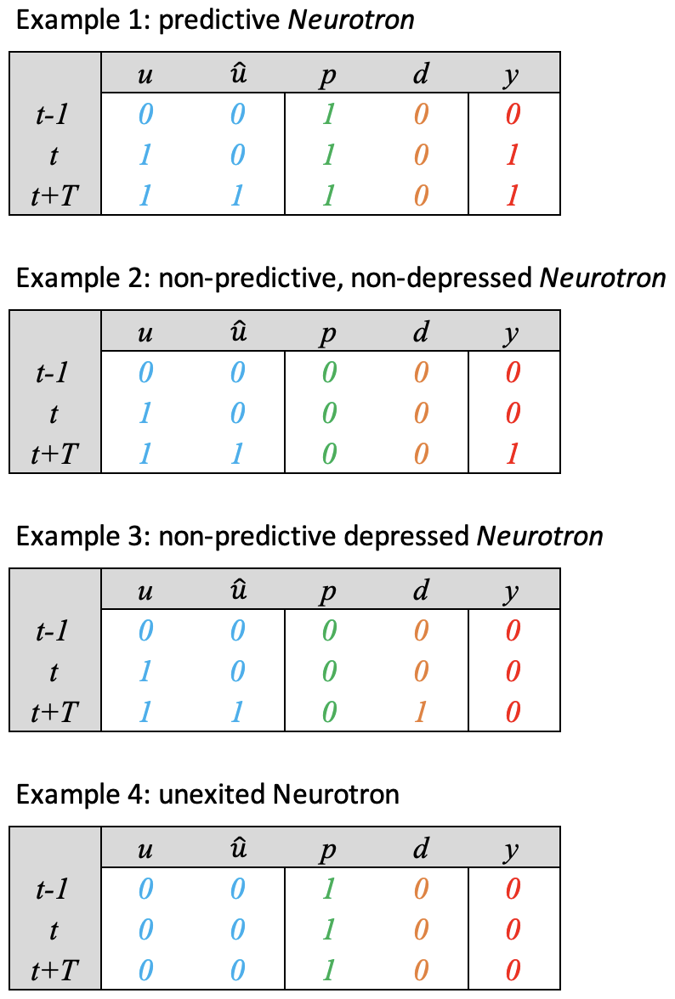 Example 1: predictive Neurotron
u û p d y
t-1 0 0 1 0 0
t 1 0 1 0 1
t+T 1 1 1 0 1
Example 2: non-predictive, non-depressed Neurotron
u û p d y
t-1 0 0 0 0 0
t 1 0 0 0 0
t+T 1 1 0 0 1
Example 3: non-predictive depressed Neurotron
u û p d y
t-1 0 0 0 0 0
t 1 0 0 0 0
t+T 1 1 0 1 0
Example 4: unexited Neurotron
u û p d y
t-1 0 0 1 0 0
t 0 0 1 0 0
t+T 0 0 1 0 0